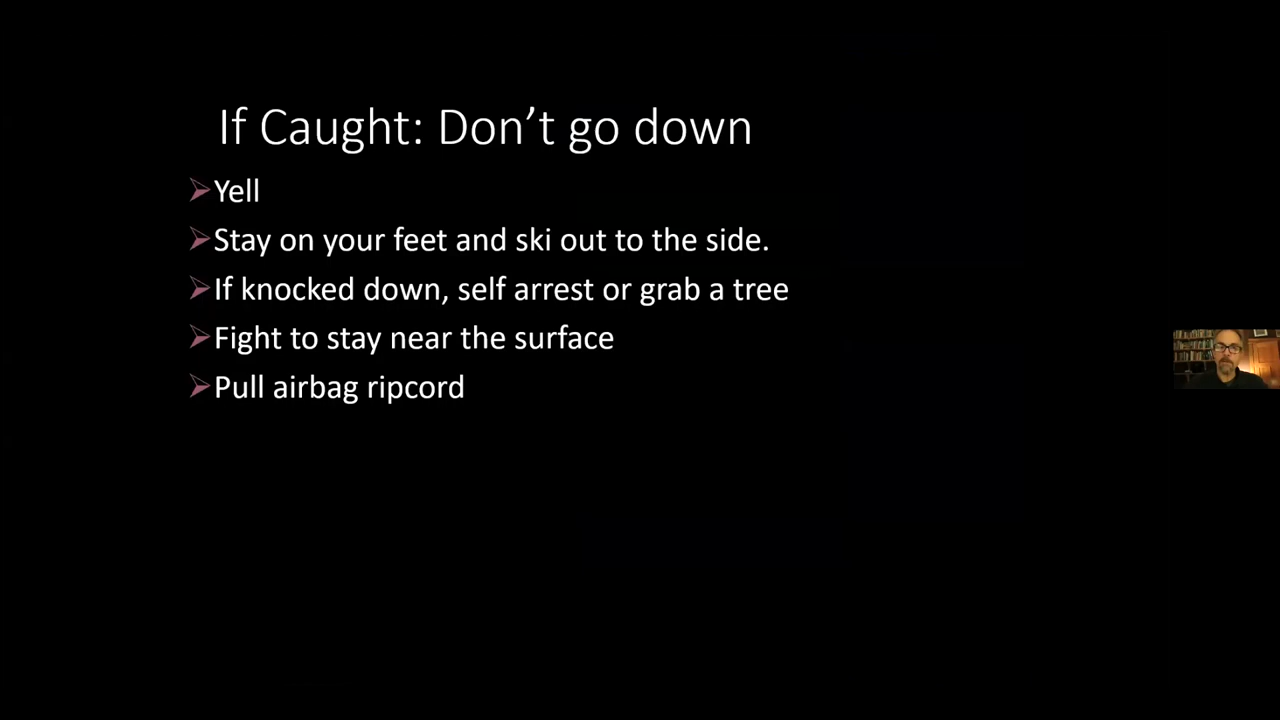 If Caught: Don’t go down
Yell
Stay on your feet and ski out to the side.
If knocked down, self arrest or grab a tree
Fight to stay near the surface
Pull airbag ripcord